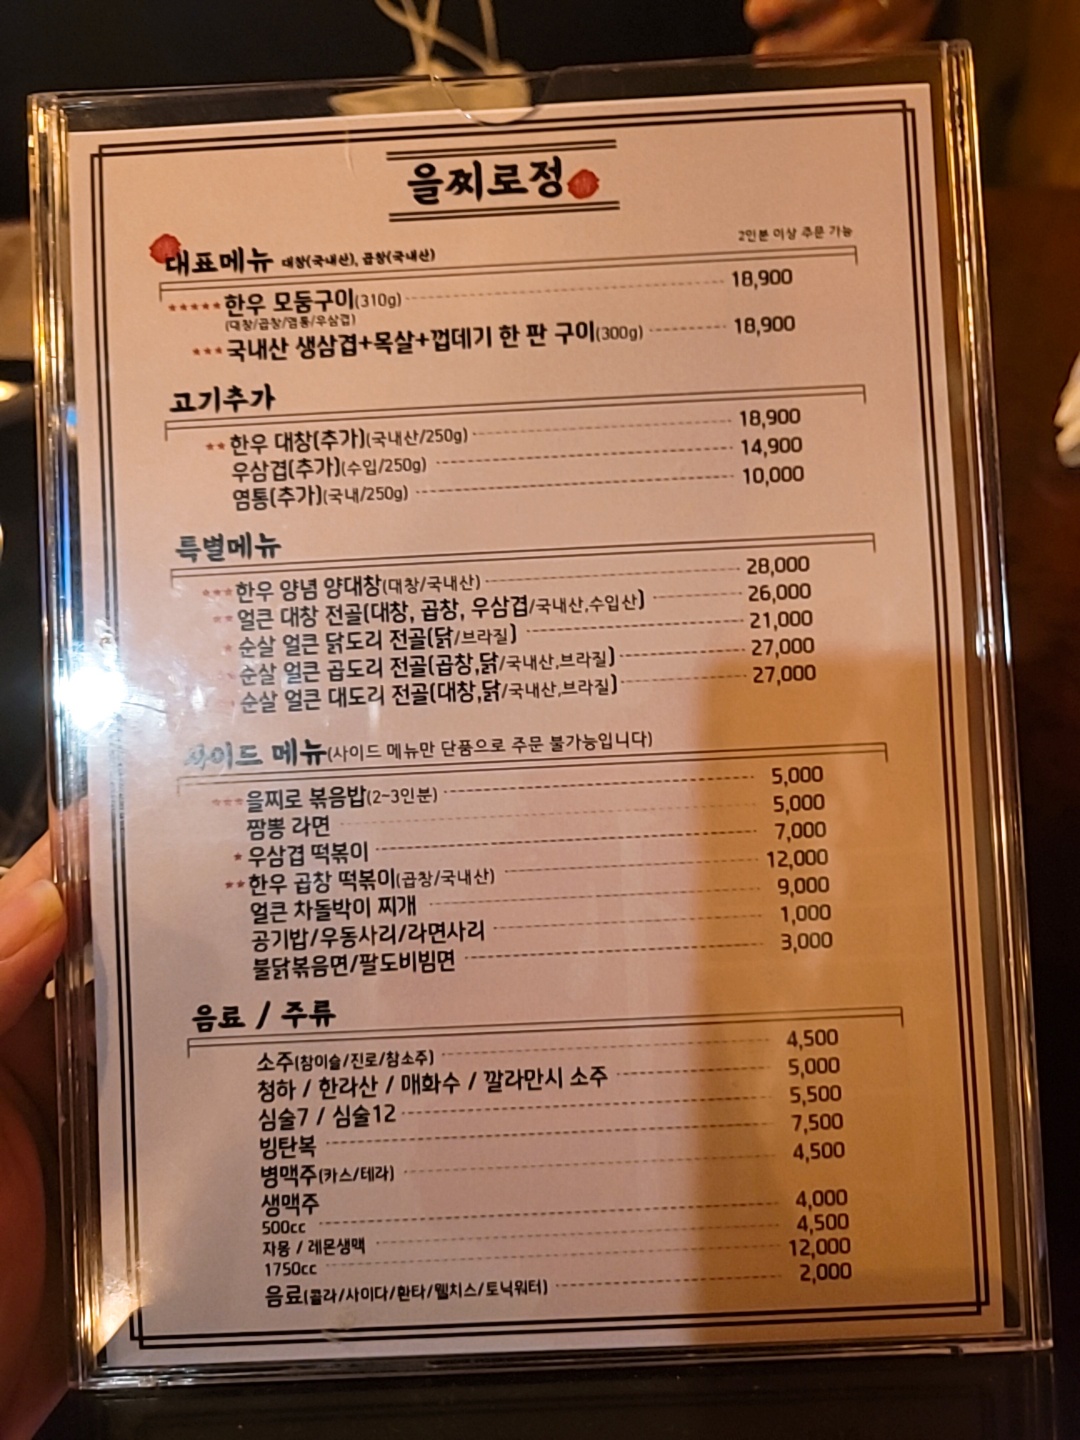 을찌로정
2인분 이상 주문 가능
대표메뉴 대창(국내산), 곱창(국내산)
★★★★★ 한우 모둠구이(310g) 18,900
(대창/곱창/염통/우삼겹)
★★★ 국내산 생삼겹+목살+껍데기 한 판 구이(300g) 18,900
고기추가
★★ 한우 대창(추가)(국내산/250g) 18,900
우삼겹(추가)(수입/250g) 14,900
염통(추가)(국내/250g) 10,000
특별메뉴
★★★ 한우 양념 양대창(대창/국내산) 28,000
★★ 얼큰 대창 전골(대창, 곱창, 우삼겹/국내산,수입산) 26,000
★ 순살 얼큰 닭도리 전골(닭/브라질) 21,000
★ 순살 얼큰 곱도리 전골(곱창,닭/국내산,브라질) 27,000
★ 순살 얼큰 대도리 전골(대창,닭/국내산,브라질) 27,000
사이드 메뉴(사이드 메뉴만 단품으로 주문 불가능입니다)
★★★ 을찌로 볶음밥(2~3인분) 5,000
짬뽕 라면 5,000
★ 우삼겹 떡볶이 7,000
★★ 한우 곱창 떡볶이(곱창/국내산) 12,000
얼큰 차돌박이 찌개 9,000
공기밥/우동사리/라면사리 1,000
불닭볶음면/팔도비빔면 3,000
음료 / 주류
소주(참이슬/진로/참소주) 4,500
청하 / 한라산 / 매화수 / 깔라만시 소주 5,000
심술7 / 심술12 5,500
빙탄복 7,500
병맥주(카스/테라) 4,500
생맥주
500cc 4,000
자몽 / 레몬생맥 4,500
1750cc 12,000
음료(콜라/사이다/환타/웰치스/토닉워터) 2,000